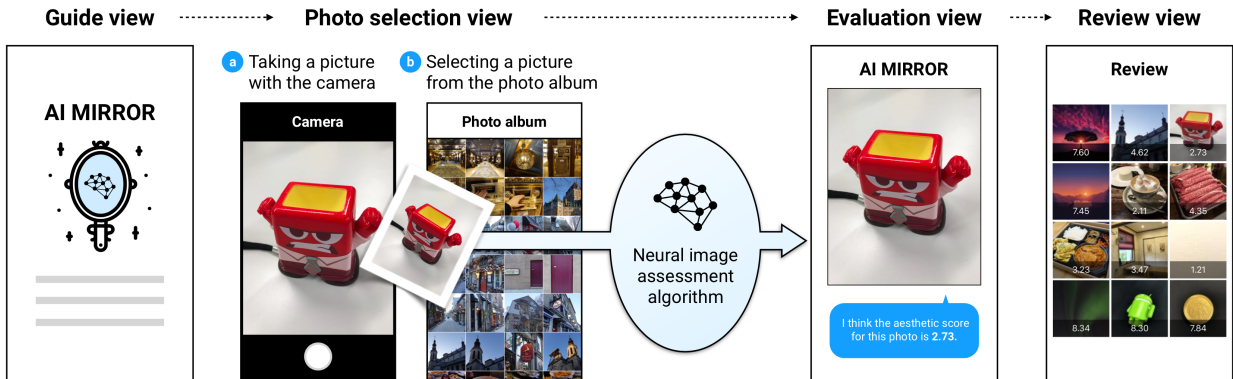 Guide view
Photo selection view
Evaluation view
Review view
a Taking a picture
with the camera
b Selecting a picture
from the photo album
AI MIRROR
Camera
Photo album
Neural image
assessment
algorithm
AI MIRROR
I think the aesthetic score
for this photo is 2.73.
Review
7.60 4.62 2.73
7.45 2.11 4.35
3.23 3.47 1.21
8.34 8.30 7.84